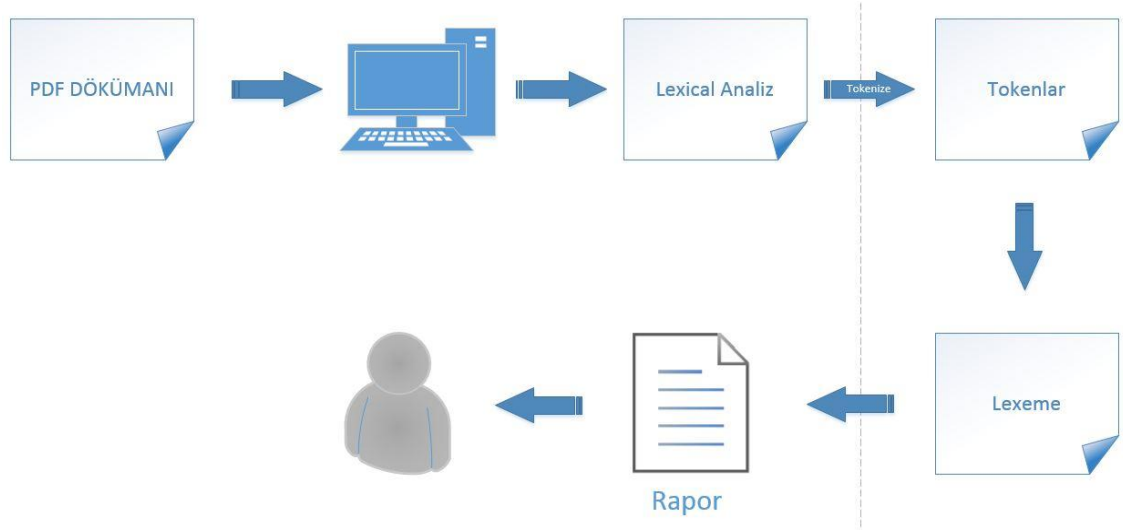 PDF DÖKÜMANI
Lexical Analiz
Tokenize
Tokenlar
Lexeme
Rapor